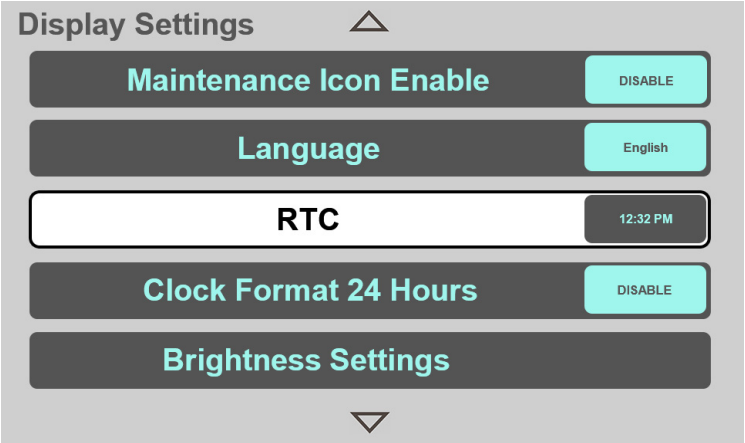 Display Settings
Maintenance Icon Enable DISABLE
Language English
RTC 12:32 PM
Clock Format 24 Hours DISABLE
Brightness Settings